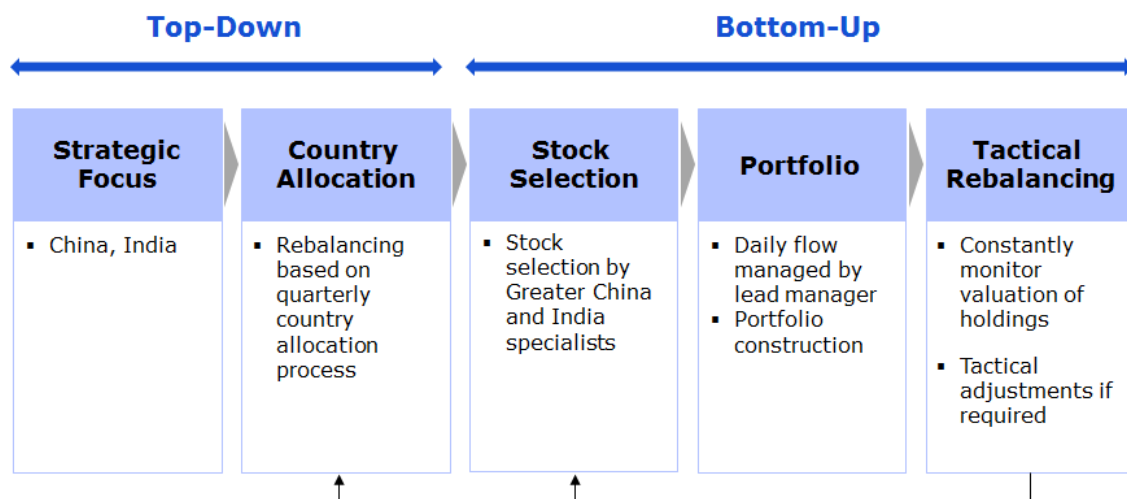 Top-Down
Bottom-Up
Strategic
Focus
▪ China, India
Country
Allocation
▪ Rebalancing
based on
quarterly
country
allocation
process
Stock
Selection
▪ Stock
selection by
Greater China
and India
specialists
Portfolio
▪ Daily flow
managed by
lead manager
▪ Portfolio
construction
Tactical
Rebalancing
▪ Constantly
monitor
valuation of
holdings
▪ Tactical
adjustments if
required